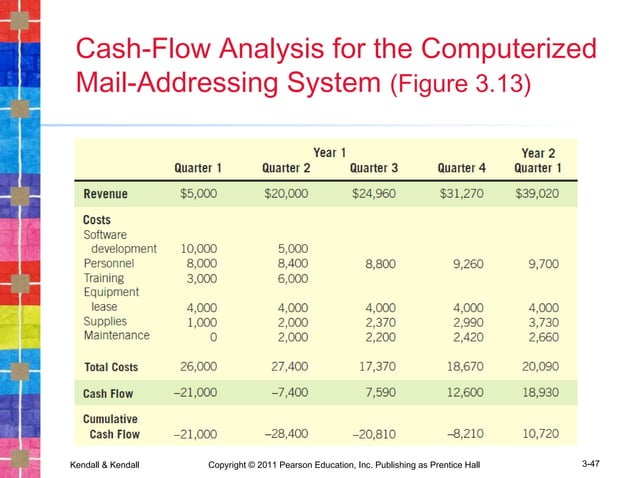 Cash-Flow Analysis for the Computerized
Mail-Addressing System (Figure 3.13)
Year 1 Year 2
Quarter 1 Quarter 2 Quarter 3 Quarter 4 Quarter 1
Revenue $5,000 $20,000 $24,960 $31,270 $39,020
Costs
Software
development 10,000 5,000
Personnel 8,000 8,400 8,800 9,260 9,700
Training 3,000 6,000
Equipment
lease 4,000 4,000 4,000 4,000 4,000
Supplies 1,000 2,000 2,370 2,990 3,730
Maintenance 0 2,000 2,200 2,420 2,660
Total Costs 26,000 27,400 17,370 18,670 20,090
Cash Flow –21,000 –7,400 7,590 12,600 18,930
Cumulative
Cash Flow –21,000 –28,400 –20,810 –8,210 10,720
Kendall & Kendall Copyright © 2011 Pearson Education, Inc. Publishing as Prentice Hall 3-47